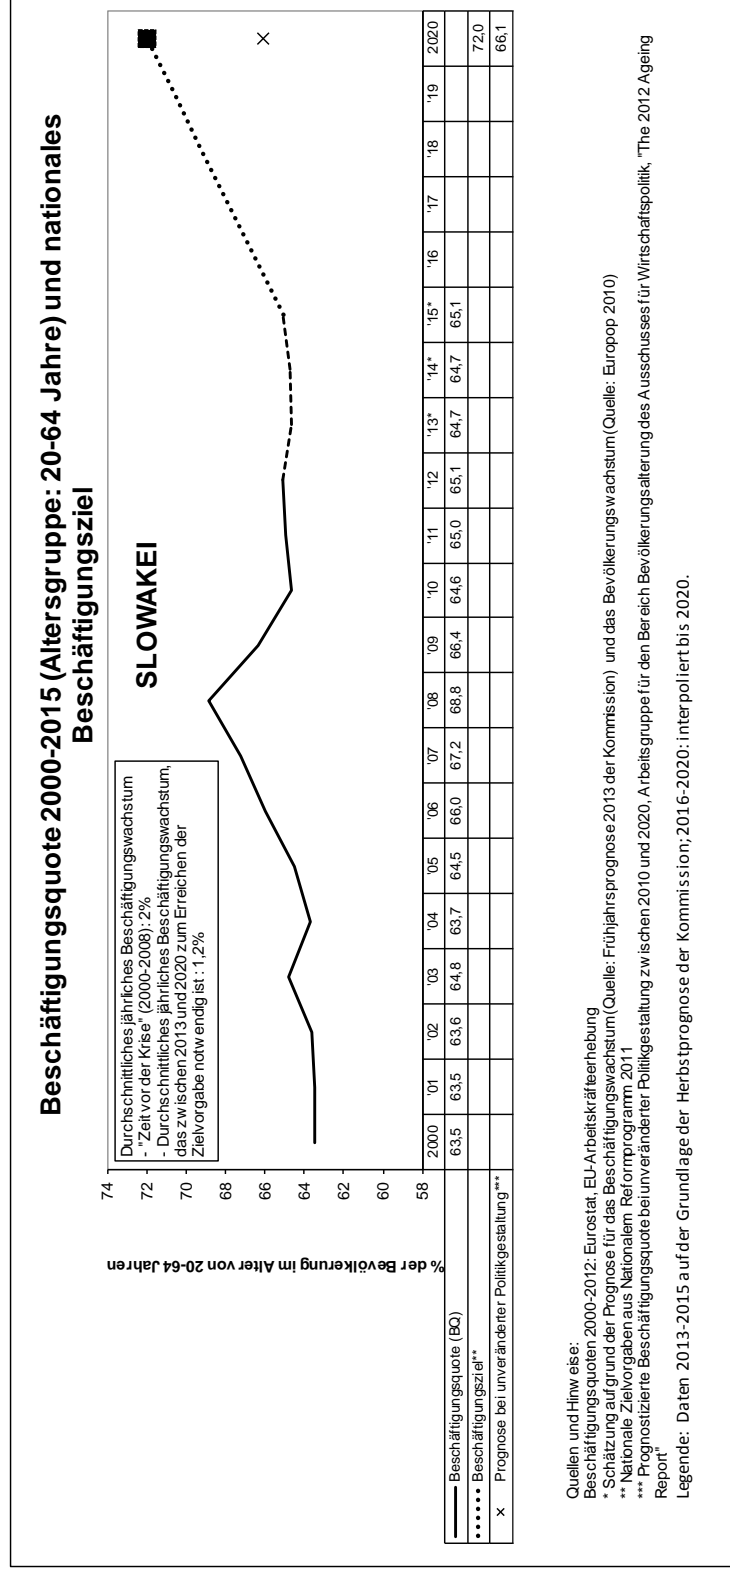 Beschäftigungsquote 2000-2015 (Altersgruppe: 20-64 Jahre) und nationales
Beschäftigungsziel
SLOWAKEI
Durchschnittliches jährliches Beschäftigungswachstum
- "Zeit vor der Krise" (2000-2008): 2%
- Durchschnittliches jährliches Beschäftigungswachstum,
das zwischen 2013 und 2020 zum Erreichen der
Zielvorgabe notwendig ist : 1,2%
% der Bevölkerung im Alter von 20-64 Jahren
74
72
70
68
66
64
62
60
58
2000 '01 '02 '03 '04 '05 '06 '07 '08 '09 '10 '11 '12 '13* '14* '15* '16 '17 '18 '19 2020
Beschäftigungsquote (BQ) 63,5 63,5 63,6 64,8 63,7 64,5 66,0 67,2 68,8 66,4 64,6 65,0 65,1 64,7 64,7 65,1
Beschäftigungsziel** 72,0
Prognose bei unveränderter Politikgestaltung*** 66,1
Quellen und Hinweise:
Beschäftigungsquoten 2000-2012: Eurostat, EU-Arbeitskräfteerhebung
* Schätzung aufgrund der Prognose für das Beschäftigungswachstum (Quelle: Frühjahrsprognose 2013 der Kommission) und das Bevölkerungswachstum (Quelle: Europop 2010)
** Nationale Zielvorgaben aus Nationalem Reformprogramm 2011
*** Prognostizierte Beschäftigungsquote bei unveränderter Politikgestaltung zwischen 2010 und 2020, Arbeitsgruppe für den Bereich Bevölkerungsalterung des Ausschusses für Wirtschaftspolitik, "The 2012 Ageing
Report"
Legende: Daten 2013-2015 auf der Grundlage der Herbstprognose der Kommission; 2016-2020: interpoliert bis 2020.